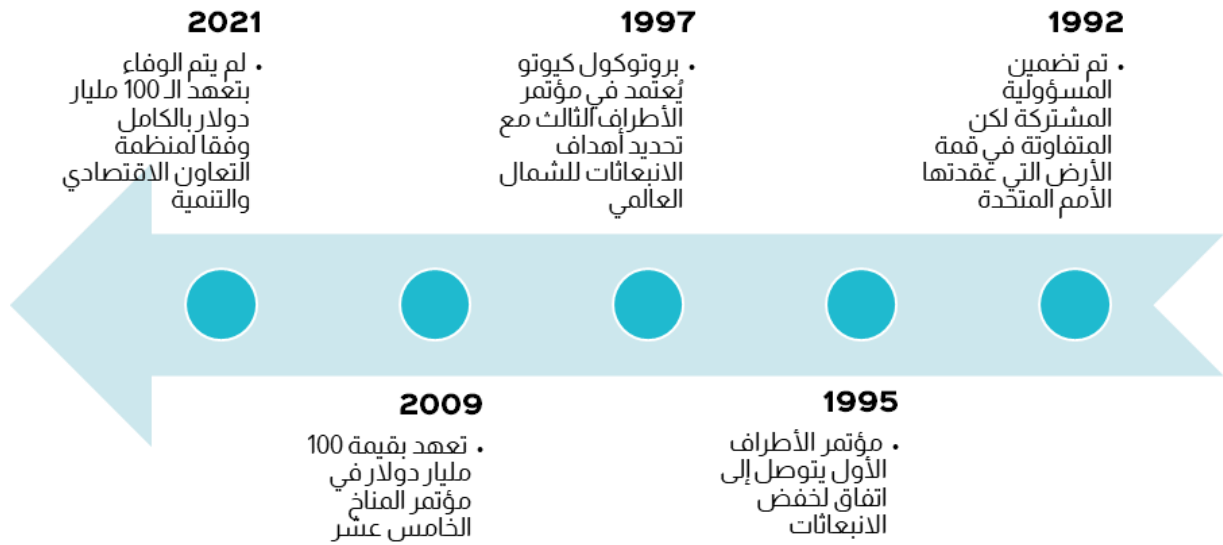 1992
• تم تضمين
المسؤولية
المشتركة لكن
المتفاوتة في قمة
الأرض التي عقدتها
الأمم المتحدة
1995
• مؤتمر الأطراف
الأول يتوصل إلى
اتفاق لخفض
الانبعاثات
1997
• بروتوكول كيوتو
يُعتمد في مؤتمر
الأطراف الثالث مع
تحديد أهداف
الانبعاثات للشمال
العالمي
2009
• تعهد بقيمة 100
مليار دولار في
مؤتمر المناخ
الخامس عشر
2021
• لم يتم الوفاء
بتعهد الـ 100 مليار
دولار بالكامل
وفقا لمنظمة
التعاون الاقتصادي
والتنمية